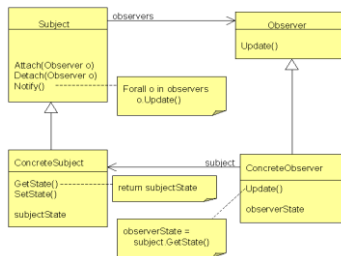 Subject
observers
Observer
Update()
Attach(Observer o)
Detach(Observer o)
Notify()
Forall o in observers
o.Update()
ConcreteSubject
subject
ConcreteObserver
GetState()
SetState()
subjectState
return subjectState
Update()
observerState
observerState =
subject.GetState()